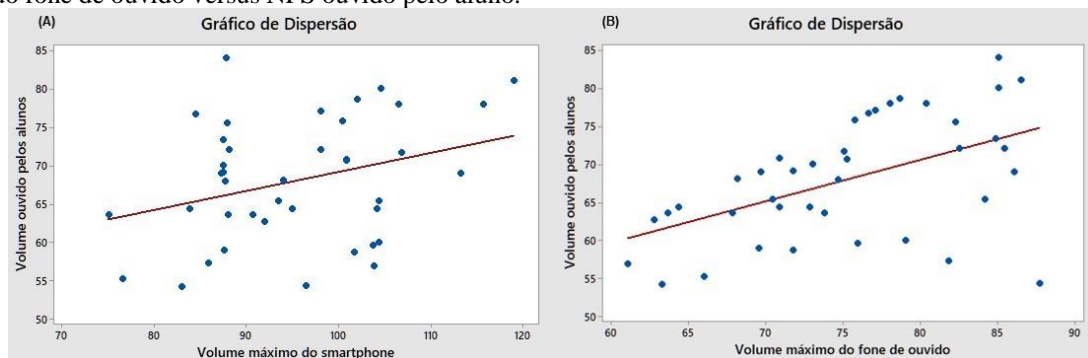 do fone de ouvido versus NPS ouvido pelo aluno.
(A) Gráfico de Dispersão
Volume ouvido pelos alunos
85
80
75
70
65
60
55
50
70 80 90 100 110 120
Volume máximo do smartphone
(B) Gráfico de Dispersão
Volume ouvido pelos alunos
85
80
75
70
65
60
55
50
60 65 70 75 80 85 90
Volume máximo do fone de ouvido